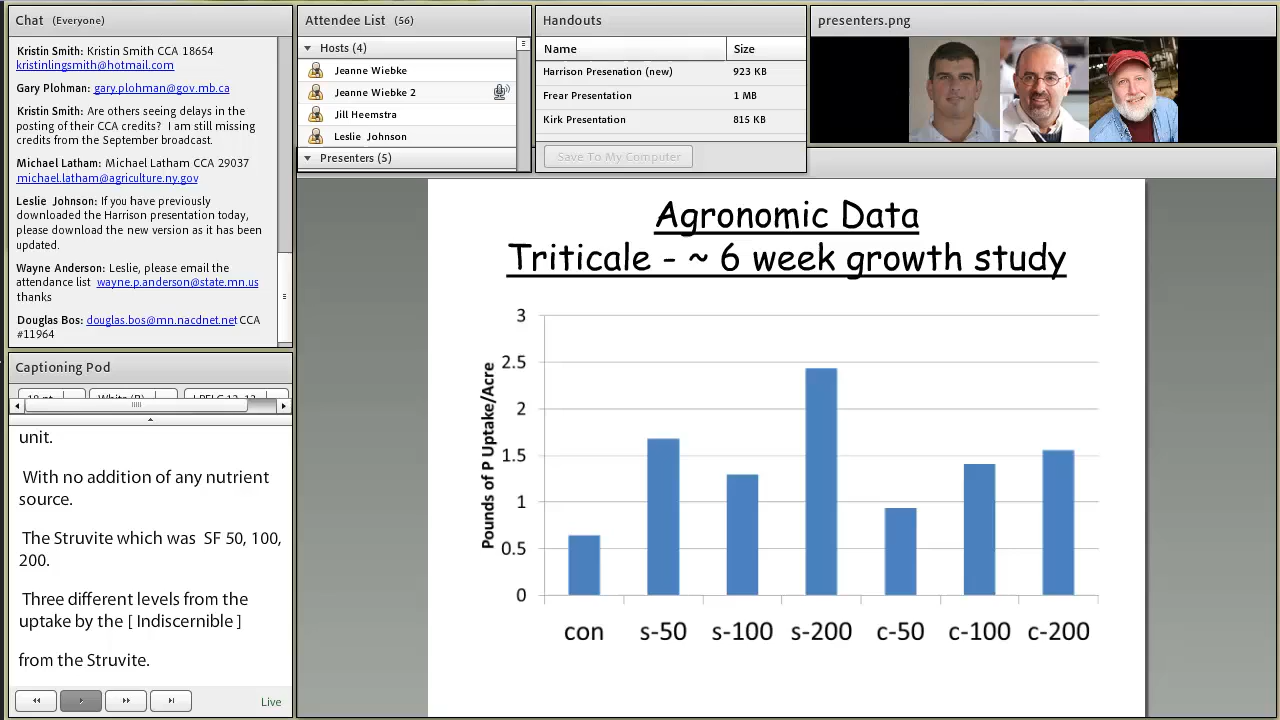 Chat (Everyone)
Kristin Smith: Kristin Smith CCA 18654
kristinlingsmith@hotmail.com
Gary Plohman: gary.plohman@gov.mb.ca
Kristin Smith: Are others seeing delays in the
posting of their CCA credits? I am still missing
credits from the September broadcast.
Michael Latham: Michael Latham CCA 29037
michael.latham@agriculture.ny.gov
Leslie Johnson: If you have previously
downloaded the Harrison presentation today,
please download the new version as it has been
updated.
Wayne Anderson: Leslie, please email the
attendance list wayne.p.anderson@state.mn.us
thanks
Douglas Bos: douglas.bos@mn.nacdnet.net CCA
#11964
Captioning Pod
unit.
With no addition of any nutrient
source.
The Struvite which was SF 50, 100,
200.
Three different levels from the
uptake by the [ Indiscernible ]
from the Struvite.
Live
Attendee List (56)
Hosts (4)
Jeanne Wiebke
Jeanne Wiebke 2
Jill Heemstra
Leslie Johnson
Presenters (5)
Handouts
Name Size
Harrison Presenation (new) 923 KB
Frear Presentation 1 MB
Kirk Presentation 815 KB
Save To My Computer
presenters.png
Agronomic Data
Triticale - ~ 6 week growth study
Pounds of P Uptake/Acre
3
2.5
2
1.5
1
0.5
0
con s-50 s-100 s-200 c-50 c-100 c-200